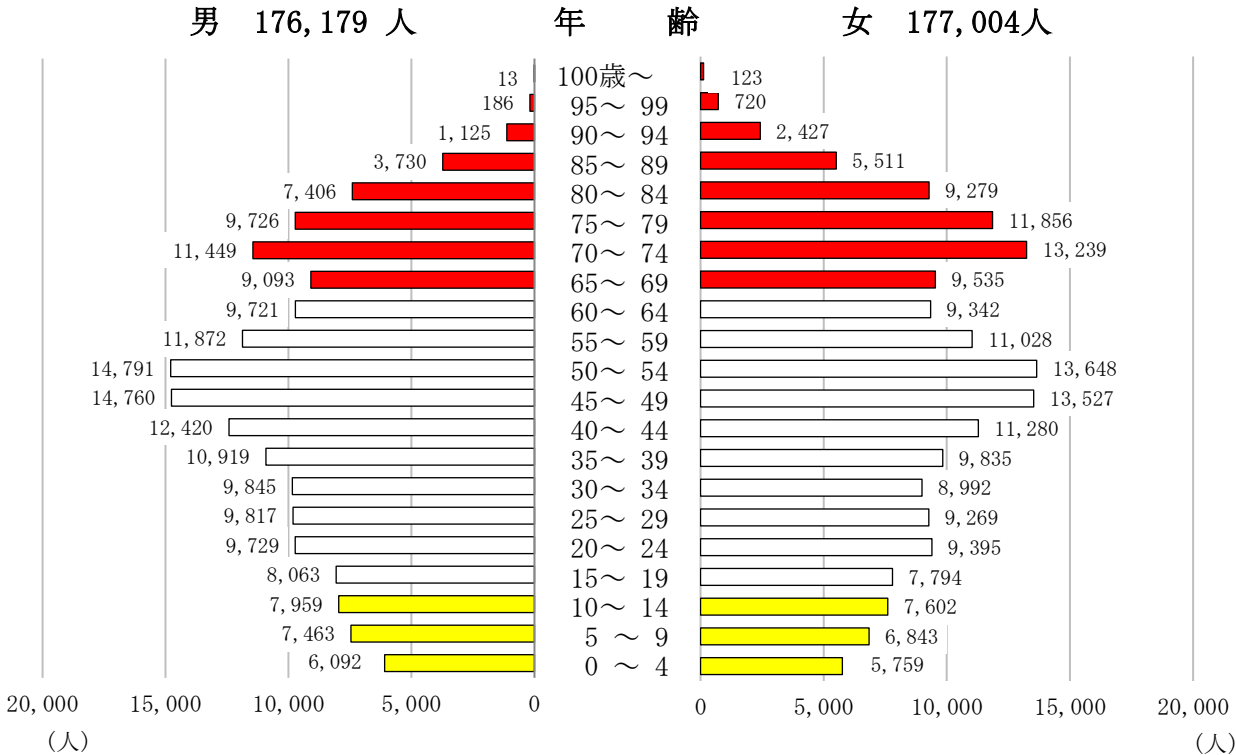 男 176,179 人 年 齢 女 177,004人
13 100歳～ 123
186 95～ 99 720
1,125 90～ 94 2,427
3,730 85～ 89 5,511
7,406 80～ 84 9,279
9,726 75～ 79 11,856
11,449 70～ 74 13,239
9,093 65～ 69 9,535
9,721 60～ 64 9,342
11,872 55～ 59 11,028
14,791 50～ 54 13,648
14,760 45～ 49 13,527
12,420 40～ 44 11,280
10,919 35～ 39 9,835
9,845 30～ 34 8,992
9,817 25～ 29 9,269
9,729 20～ 24 9,395
8,063 15～ 19 7,794
7,959 10～ 14 7,602
7,463 5 ～ 9 6,843
6,092 0 ～ 4 5,759
20,000 15,000 10,000 5,000 0 0 5,000 10,000 15,000 20,000
(人) (人)